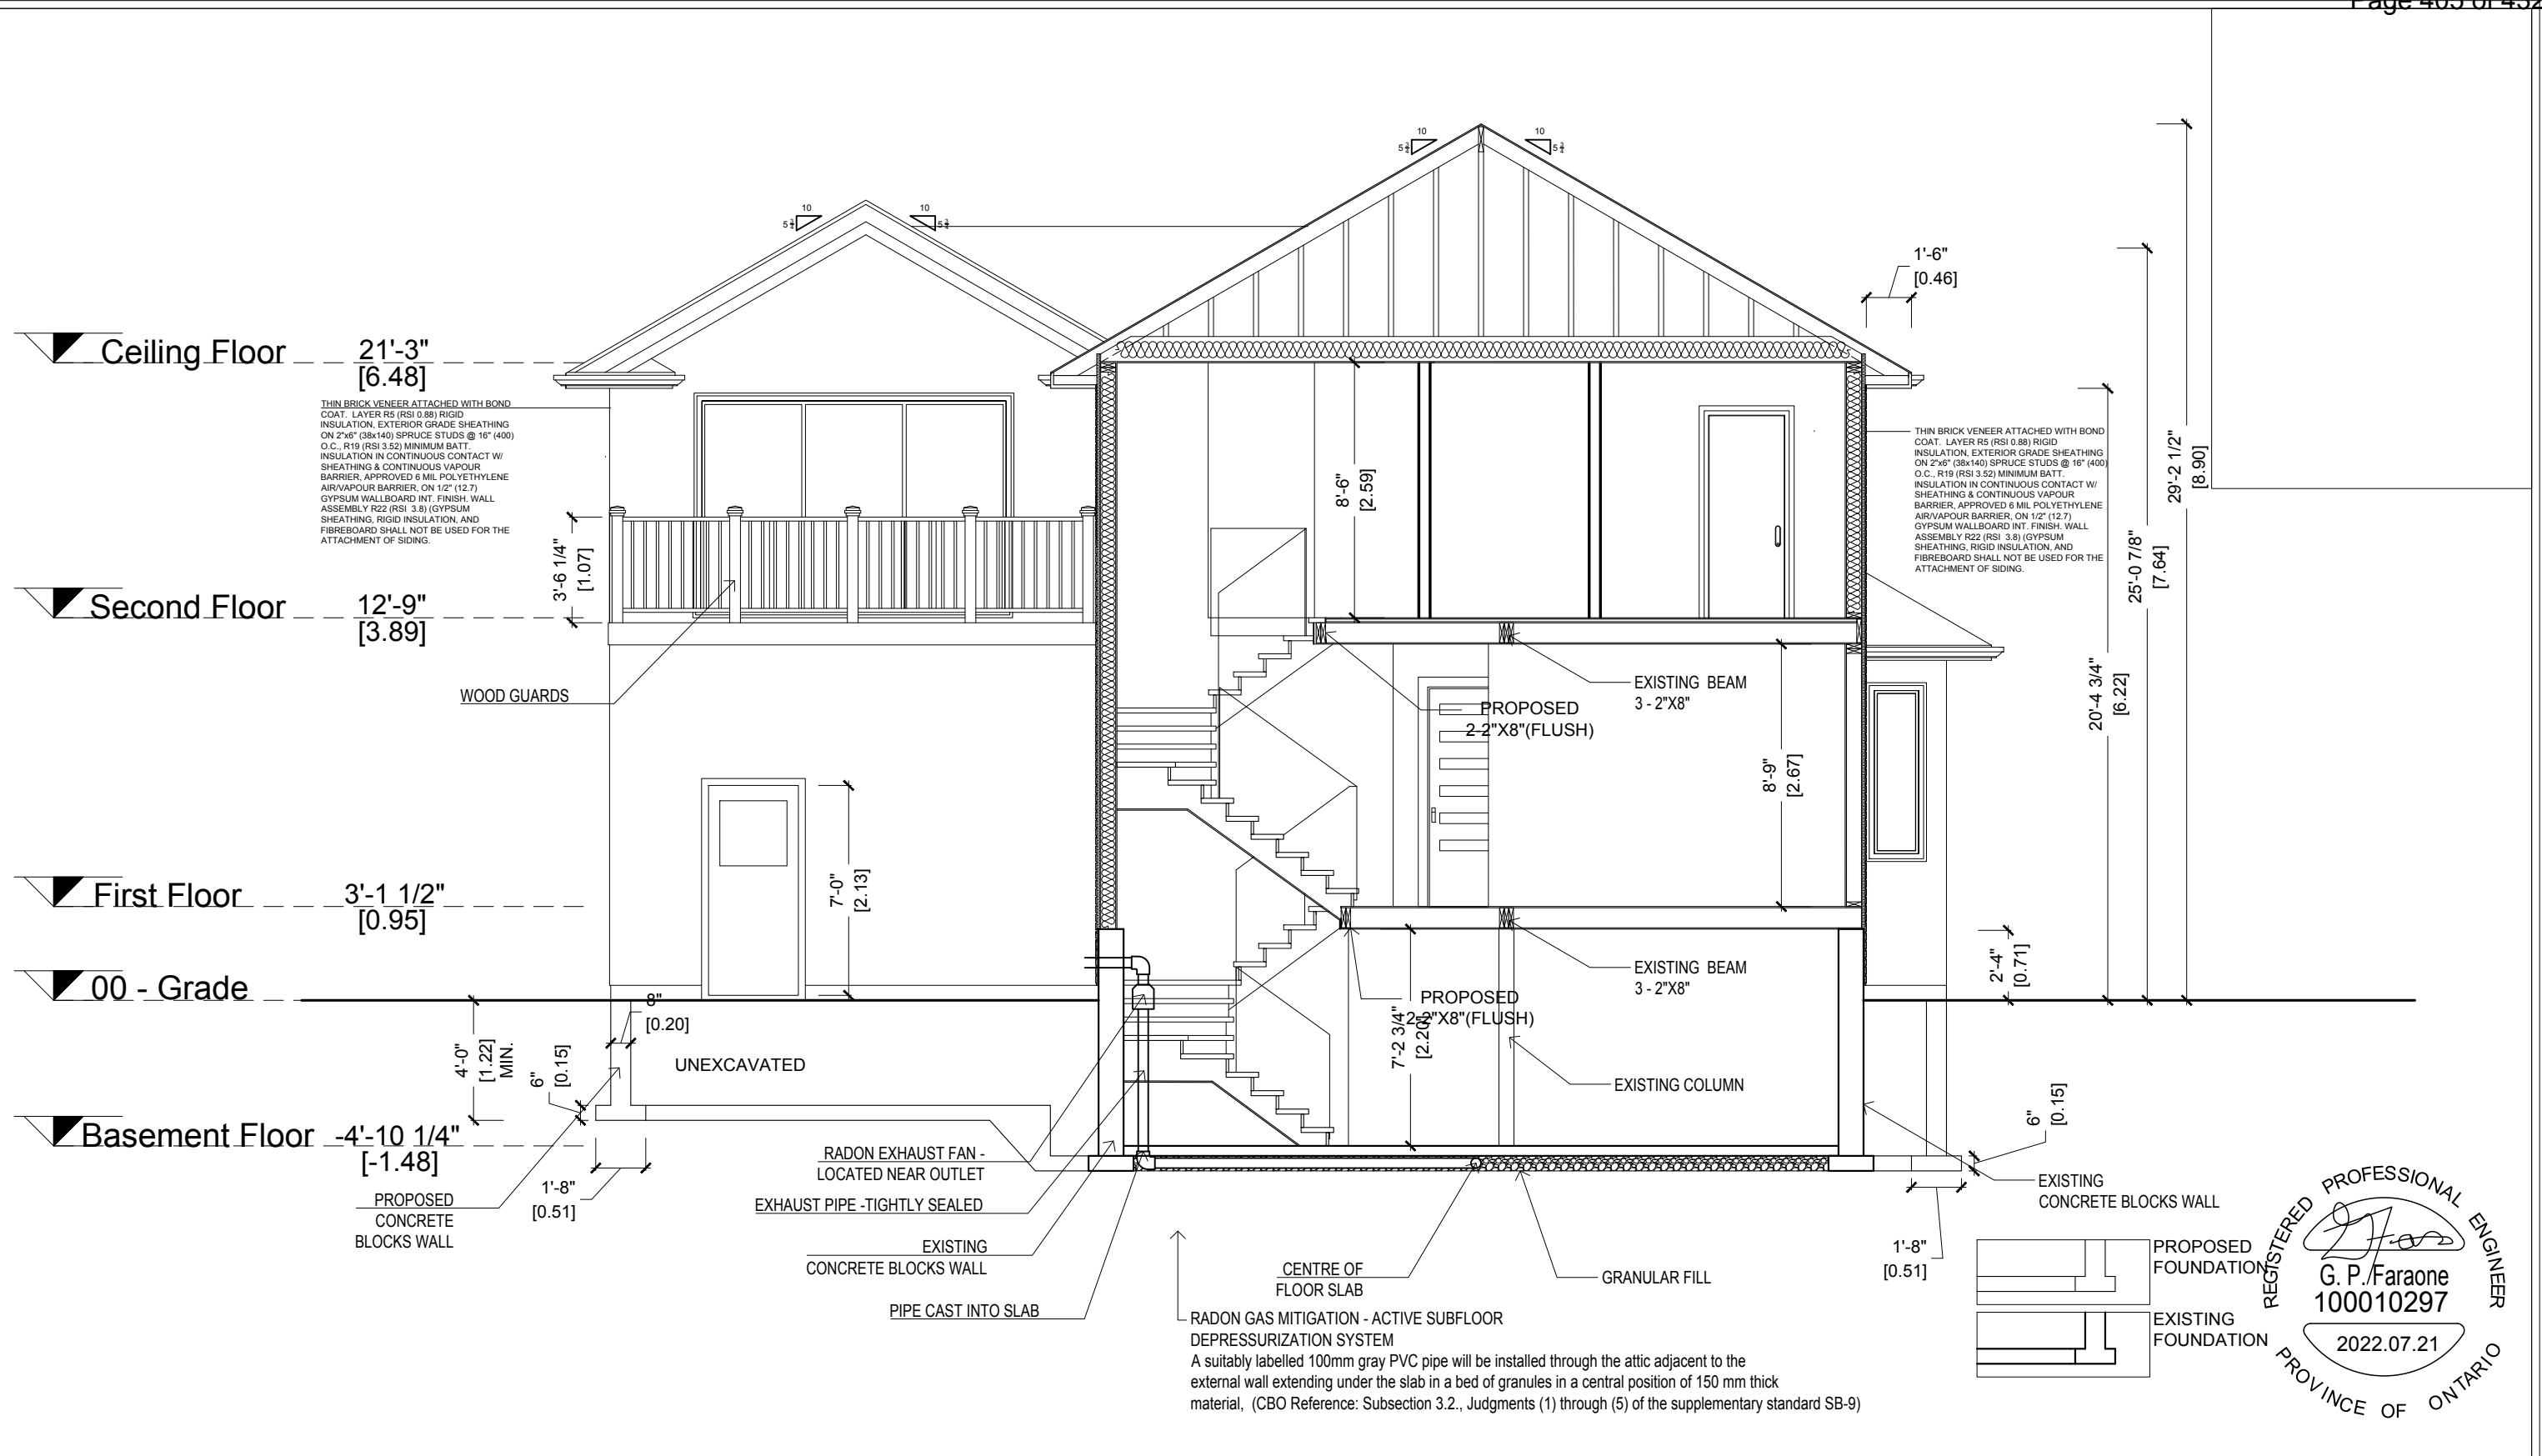 Page 405 of 432
10
5 3/4
10
5 3/4
10
5 3/4
10
5 3/4
1'-6"
[0.46]
Ceiling Floor
21'-3"
[6.48]
THIN BRICK VENEER ATTACHED WITH BOND
COAT. LAYER R5 (RSI 0.88) RIGID
INSULATION, EXTERIOR GRADE SHEATHING
ON 2"x6" (38x140) SPRUCE STUDS @ 16" (400)
O.C., R19 (RSI 3.52) MINIMUM BATT.
INSULATION IN CONTINUOUS CONTACT W/
SHEATHING & CONTINUOUS VAPOUR
BARRIER, APPROVED 6 MIL POLYETHYLENE
AIR/VAPOUR BARRIER, ON 1/2" (12.7)
GYPSUM WALLBOARD INT. FINISH. WALL
ASSEMBLY R22 (RSI 3.8) (GYPSUM
SHEATHING, RIGID INSULATION, AND
FIBREBOARD SHALL NOT BE USED FOR THE
ATTACHMENT OF SIDING.
THIN BRICK VENEER ATTACHED WITH BOND
COAT. LAYER R5 (RSI 0.88) RIGID
INSULATION, EXTERIOR GRADE SHEATHING
ON 2"x6" (38x140) SPRUCE STUDS @ 16" (400)
O.C., R19 (RSI 3.52) MINIMUM BATT.
INSULATION IN CONTINUOUS CONTACT W/
SHEATHING & CONTINUOUS VAPOUR
BARRIER, APPROVED 6 MIL POLYETHYLENE
AIR/VAPOUR BARRIER, ON 1/2" (12.7)
GYPSUM WALLBOARD INT. FINISH. WALL
ASSEMBLY R22 (RSI 3.8) (GYPSUM
SHEATHING, RIGID INSULATION, AND
FIBREBOARD SHALL NOT BE USED FOR THE
ATTACHMENT OF SIDING.
8'-6"
[2.59]
29'-2 1/2"
[8.90]
25'-0 7/8"
[7.64]
20'-4 3/4"
[6.22]
3'-6 1/4"
[1.07]
Second Floor
12'-9"
[3.89]
WOOD GUARDS
EXISTING BEAM
3 - 2"X8"
PROPOSED
2-2"X8"(FLUSH)
8'-9"
[2.67]
7'-0"
[2.13]
First Floor
3'-1 1/2"
[0.95]
2'-4"
[0.71]
00 - Grade
EXISTING BEAM
3 - 2"X8"
PROPOSED
2-2"X8"(FLUSH)
7'-2 3/4"
[2.20]
8"
[0.20]
4'-0"
[1.22]
MIN.
6"
[0.15]
UNEXCAVATED
EXISTING COLUMN
6"
[0.15]
Basement Floor
-4'-10 1/4"
[-1.48]
RADON EXHAUST FAN -
LOCATED NEAR OUTLET
EXHAUST PIPE -TIGHTLY SEALED
1'-8"
[0.51]
PROPOSED
CONCRETE
BLOCKS WALL
EXISTING
CONCRETE BLOCKS WALL
EXISTING
CONCRETE BLOCKS WALL
1'-8"
[0.51]
PIPE CAST INTO SLAB
CENTRE OF
FLOOR SLAB
GRANULAR FILL
RADON GAS MITIGATION - ACTIVE SUBFLOOR
DEPRESSURIZATION SYSTEM
A suitably labelled 100mm gray PVC pipe will be installed through the attic adjacent to the
external wall extending under the slab in a bed of granules in a central position of 150 mm thick
material, (CBO Reference: Subsection 3.2., Judgments (1) through (5) of the supplementary standard SB-9)
PROPOSED
FOUNDATION
EXISTING
FOUNDATION
REGISTERED PROFESSIONAL ENGINEER
G. P. Faraone
100010297
2022.07.21
PROVINCE OF ONTARIO